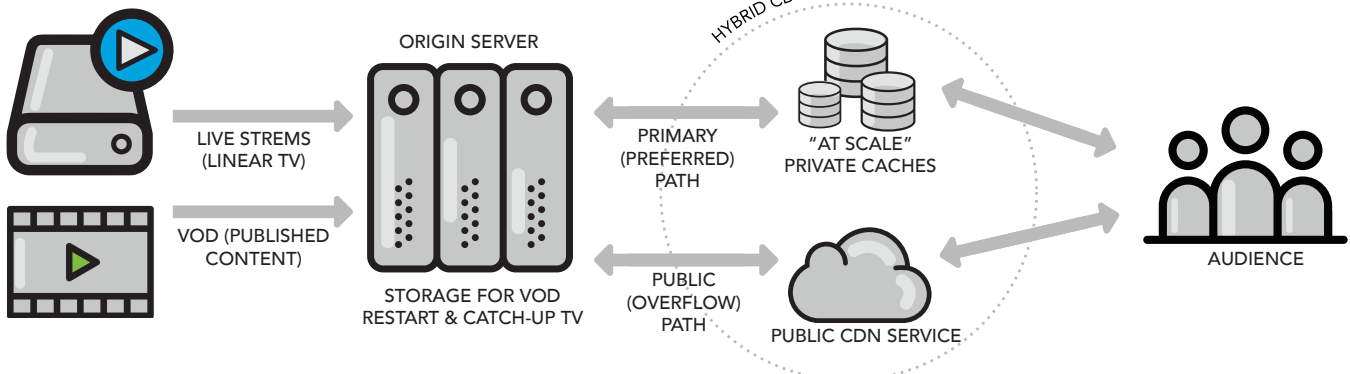 HYBRID
ORIGIN SERVER
LIVE STREMS
(LINEAR TV)
VOD (PUBLISHED
CONTENT)
STORAGE FOR VOD
RESTART & CATCH-UP TV
PRIMARY
(PREFERRED)
PATH
PUBLIC
(OVERFLOW)
PATH
“AT SCALE”
PRIVATE CACHES
PUBLIC CDN SERVICE
AUDIENCE